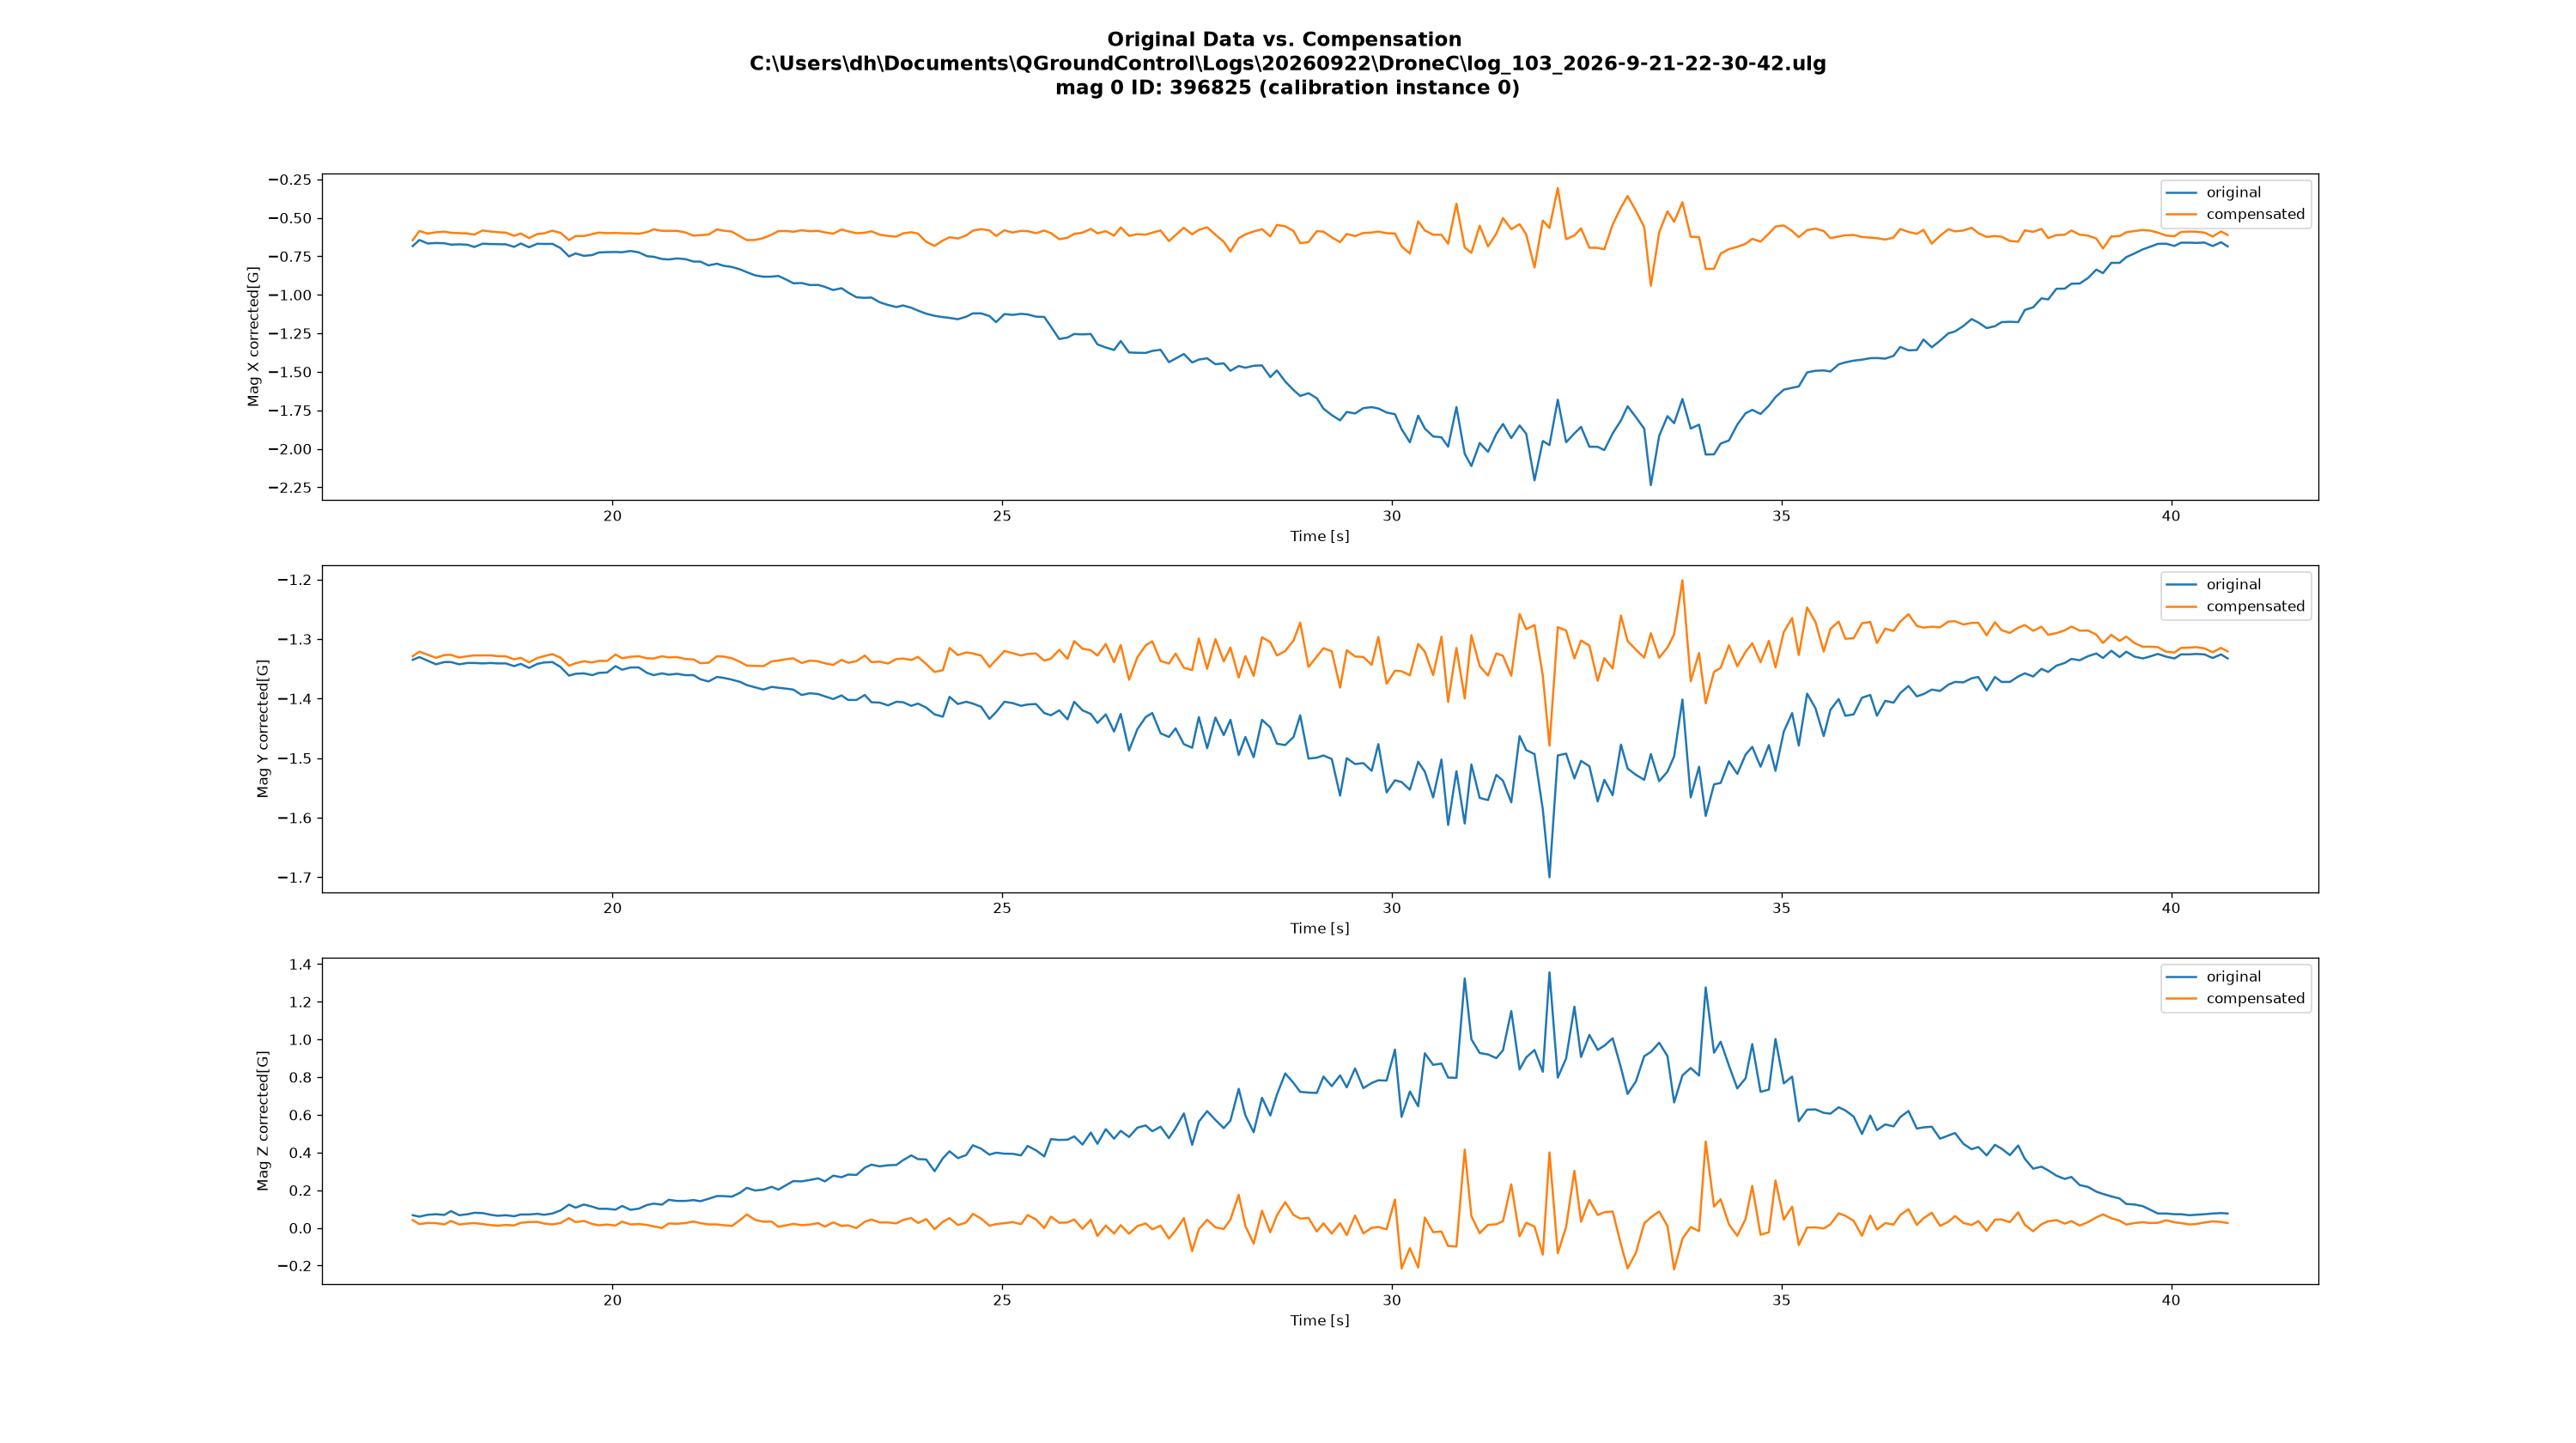 Original Data vs. Compensation
C:\Users\dh\Documents\QGroundControl\Logs\20260922\DroneC\log_103_2026-9-21-22-30-42.ulg
mag 0 ID: 396825 (calibration instance 0)
Mag X corrected[G]
−0.25
−0.50
−0.75
−1.00
−1.25
−1.50
−1.75
−2.00
−2.25
original
compensated
20 25 30 35 40
Time [s]
Mag Y corrected[G]
−1.2
−1.3
−1.4
−1.5
−1.6
−1.7
original
compensated
20 25 30 35 40
Time [s]
Mag Z corrected[G]
1.4
1.2
1.0
0.8
0.6
0.4
0.2
0.0
−0.2
original
compensated
20 25 30 35 40
Time [s]